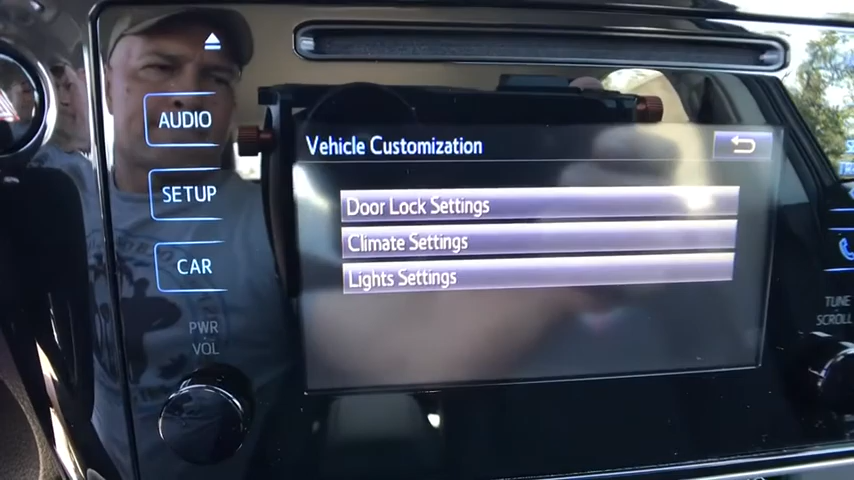 AUDIO
SETUP
CAR
PWR
VOL
Vehicle Customization
Door Lock Settings
Climate Settings
Lights Settings
TUNE
SCROLL